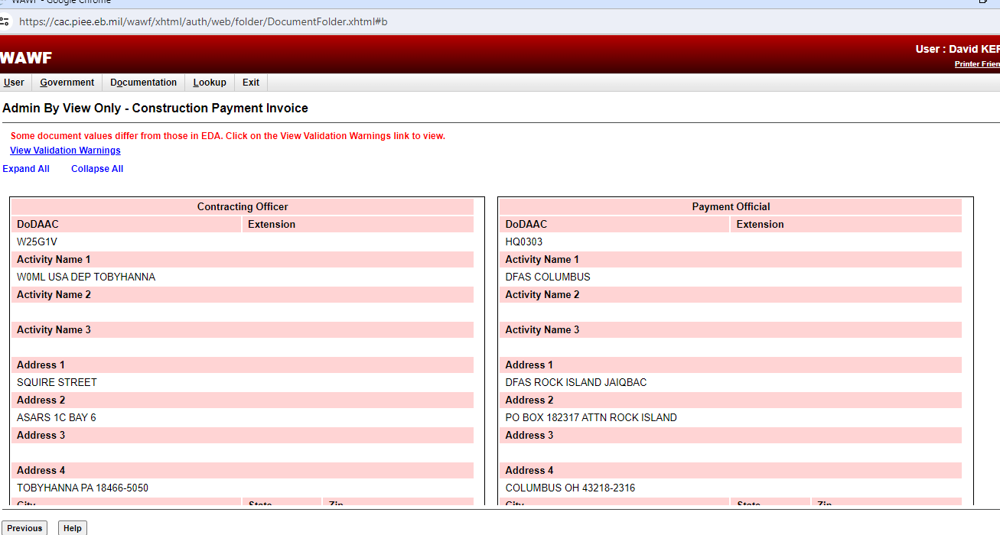 WAWF - Google Chrome
https://cac.piee.eb.mil/wawf/xhtml/auth/web/folder/DocumentFolder.xhtml#b
WAWF
User : David
Printer
User Government Documentation Lookup Exit
Admin By View Only - Construction Payment Invoice
Some document values differ from those in EDA. Click on the View Validation Warnings link to view.
View Validation Warnings
Expand All Collapse All
Contracting Officer
DoDAAC Extension
W25G1V
Activity Name 1
W0ML USA DEP TOBYHANNA
Activity Name 2
Activity Name 3
Address 1
SQUIRE STREET
Address 2
ASARS 1C BAY 6
Address 3
Address 4
TOBYHANNA PA 18466-5050
City State Zip
Payment Official
DoDAAC Extension
HQ0303
Activity Name 1
DFAS COLUMBUS
Activity Name 2
Activity Name 3
Address 1
DFAS ROCK ISLAND JAIQBAC
Address 2
PO BOX 182317 ATTN ROCK ISLAND
Address 3
Address 4
COLUMBUS OH 43218-2316
City State Zip
Previous Help